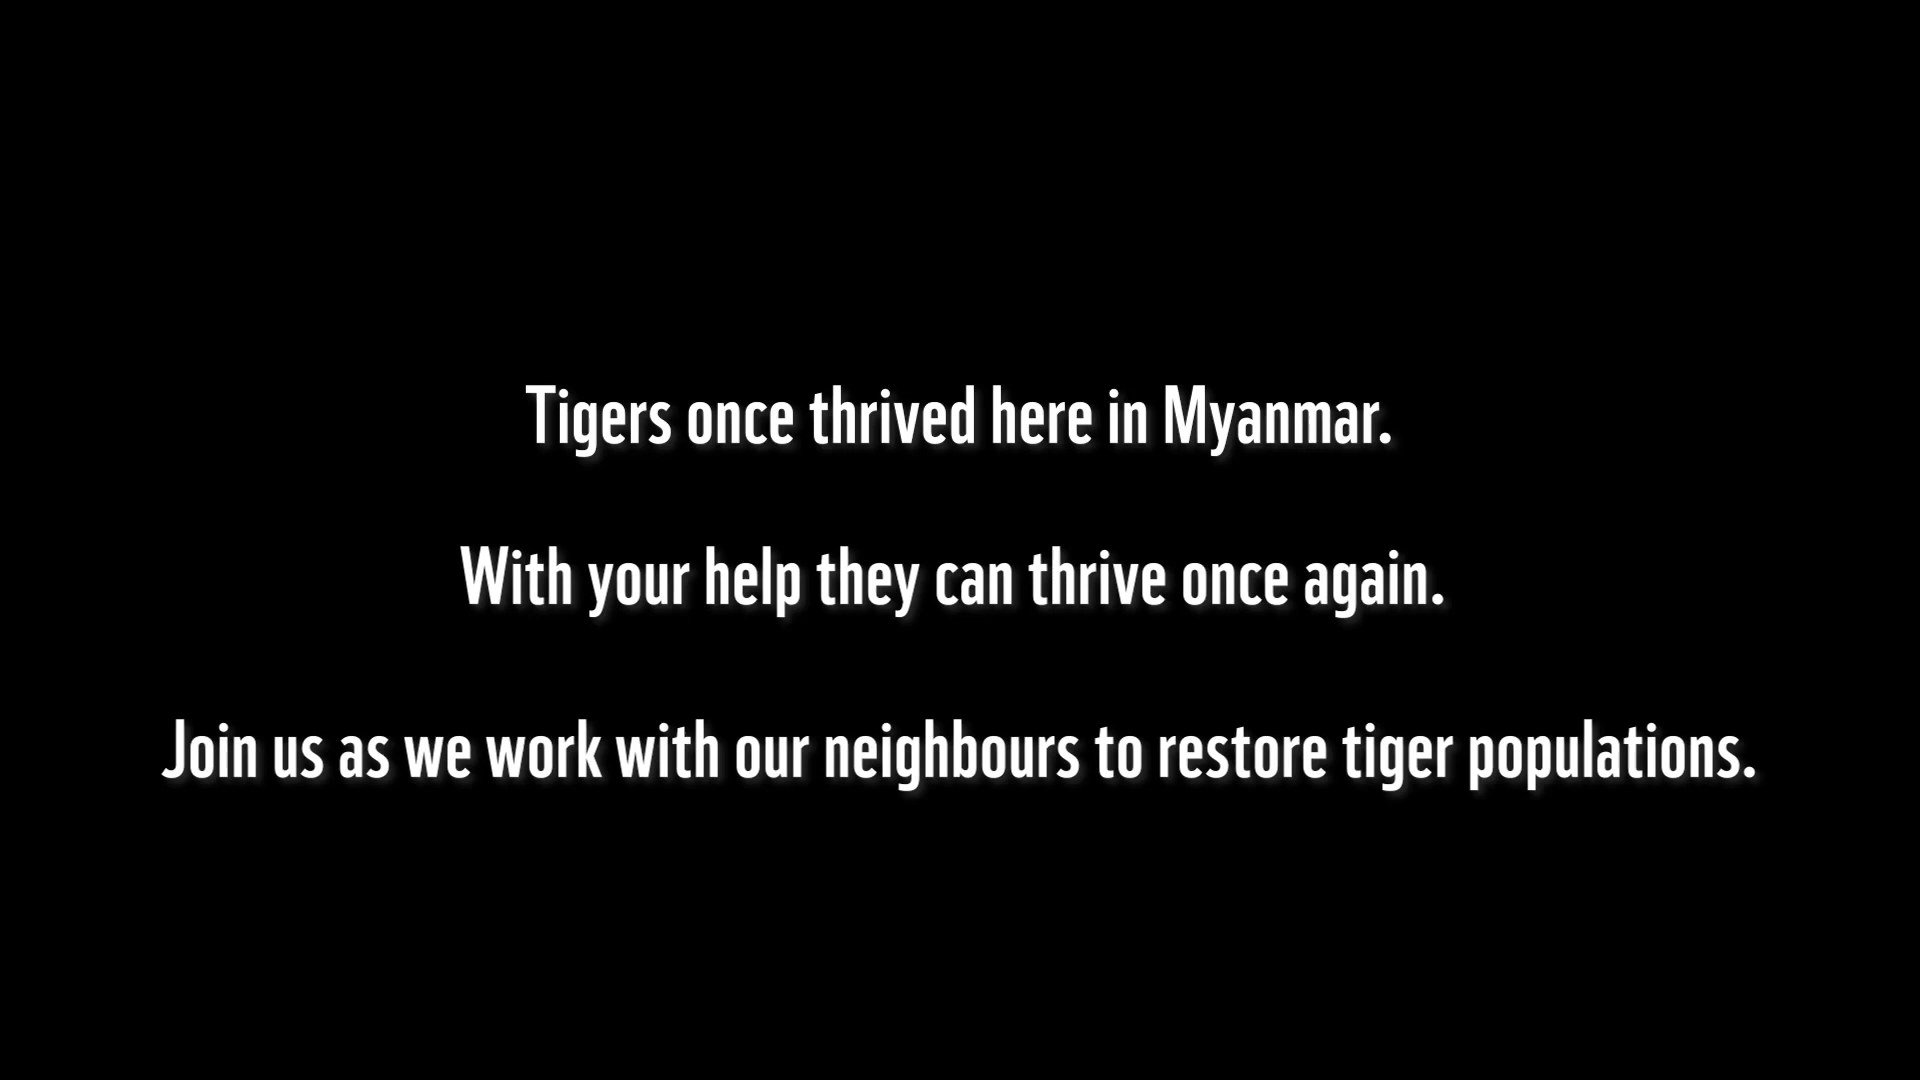 Tigers once thrived here in Myanmar.
With your help they can thrive once again.
Join us as we work with our neighbours to restore tiger populations.